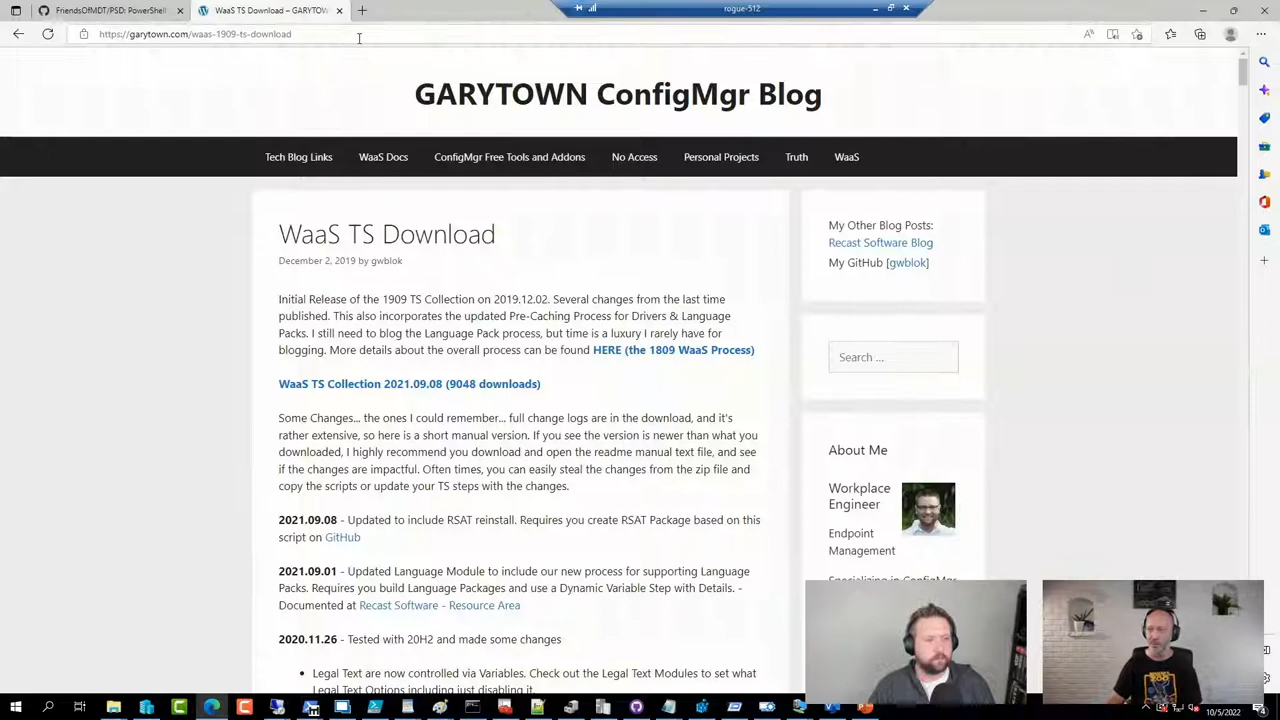 FriendsOfMDT/PSD: PowerShell
WaaS TS Download – GARYTOW
rogue-512
https://garytown.com/waas-1909-ts-download
GARYTOWN ConfigMgr Blog
Tech Blog Links
WaaS Docs
ConfigMgr Free Tools and Addons
No Access
Personal Projects
Truth
WaaS
WaaS TS Download
December 2, 2019 by gwblok
Initial Release of the 1909 TS Collection on 2019.12.02. Several changes from the last time
published. This also incorporates the updated Pre-Caching Process for Drivers & Language
Packs. I still need to blog the Language Pack process, but time is a luxury I rarely have for
blogging. More details about the overall process can be found HERE (the 1809 WaaS Process)
WaaS TS Collection 2021.09.08 (9048 downloads)
Some Changes... the ones I could remember... full change logs are in the download, and it's
rather extensive, so here is a short manual version. If you see the version is newer than what you
downloaded, I highly recommend you download and open the readme manual text file, and see
if the changes are impactful. Often times, you can easily steal the changes from the zip file and
copy the scripts or update your TS steps with the changes.
2021.09.08 - Updated to include RSAT reinstall. Requires you create RSAT Package based on this
script on GitHub
2021.09.01 - Updated Language Module to include our new process for supporting Language
Packs. Requires you build Language Packages and use a Dynamic Variable Step with Details. -
Documented at Recast Software - Resource Area
2020.11.26 - Tested with 20H2 and made some changes
• Legal Text are now controlled via Variables. Check out the Legal Text Modules to set what
Legal Text Options including just disabling it.
My Other Blog Posts:
Recast Software Blog
My GitHub [gwblok]
Search ...
About Me
Workplace
Engineer
Endpoint
Management
Specializing in ConfigMgr
10/5/2022